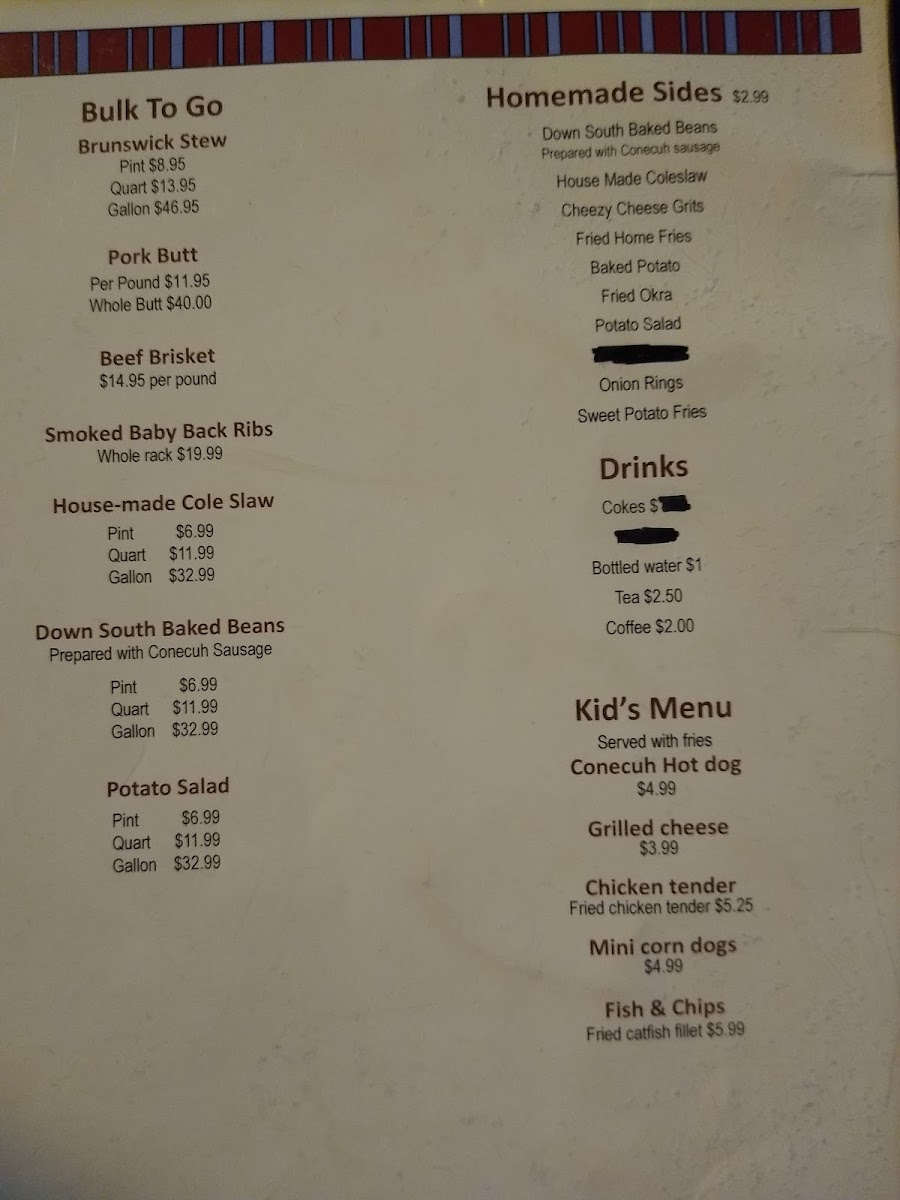 Bulk To Go
Brunswick Stew
Pint $8.95
Quart $13.95
Gallon $46.95
Pork Butt
Per Pound $11.95
Whole Butt $40.00
Beef Brisket
$14.95 per pound
Smoked Baby Back Ribs
Whole rack $19.99
House-made Cole Slaw
Pint $6.99
Quart $11.99
Gallon $32.99
Down South Baked Beans
Prepared with Conecuh Sausage
Pint $6.99
Quart $11.99
Gallon $32.99
Potato Salad
Pint $6.99
Quart $11.99
Gallon $32.99
Homemade Sides $2.99
Down South Baked Beans
Prepared with Conecuh sausage
House Made Coleslaw
Cheezy Cheese Grits
Fried Home Fries
Baked Potato
Fried Okra
Potato Salad
Onion Rings
Sweet Potato Fries
Drinks
Cokes $
Bottled water $1
Tea $2.50
Coffee $2.00
Kid's Menu
Served with fries
Conecuh Hot dog
$4.99
Grilled cheese
$3.99
Chicken tender
Fried chicken tender $5.25
Mini corn dogs
$4.99
Fish & Chips
Fried catfish fillet $5.99